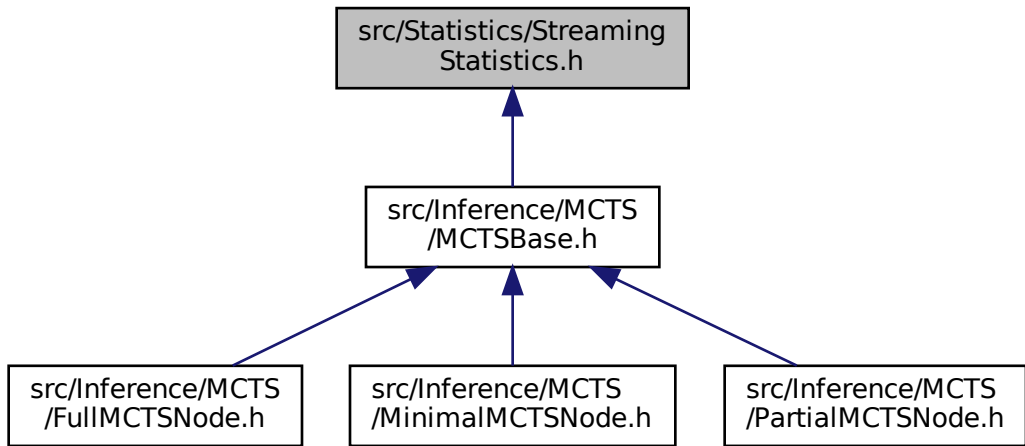 src/Statistics/Streaming
Statistics.h
src/Inference/MCTS
/MCTSBase.h
src/Inference/MCTS
/FullMCTSNode.h
src/Inference/MCTS
/MinimalMCTSNode.h
src/Inference/MCTS
/PartialMCTSNode.h